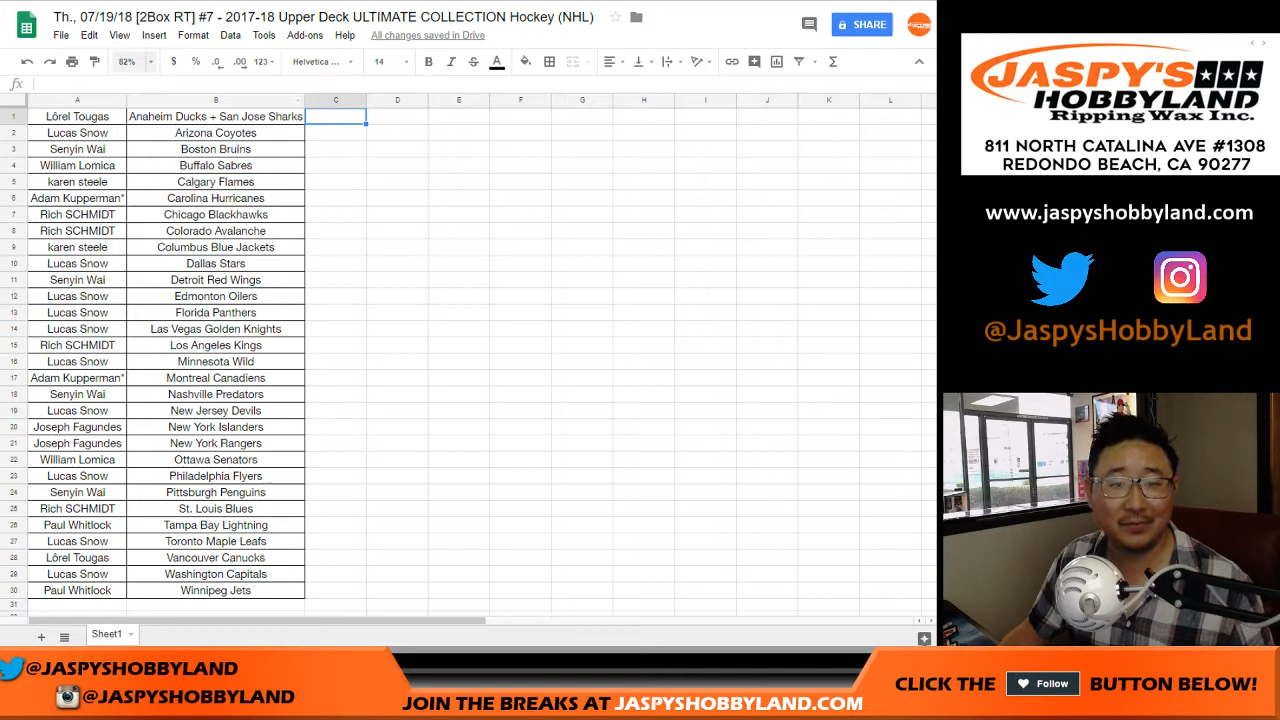 Th., 07/19/18 [2Box RT] #7 - 2017-18 Upper Deck ULTIMATE COLLECTION Hockey (NHL)
File Edit View Insert Format Data Tools Add-ons Help All changes saved in Drive
SHARE
82% $ % .0 .00 123 Helvetica ... 14 B I S A
fx
A B C D E F G H I J K L
1 Lôrel Tougas Anaheim Ducks + San Jose Sharks
2 Lucas Snow Arizona Coyotes
3 Senyin Wai Boston Bruins
4 William Lomica Buffalo Sabres
5 karen steele Calgary Flames
6 Adam Kupperman* Carolina Hurricanes
7 Rich SCHMIDT Chicago Blackhawks
8 Rich SCHMIDT Colorado Avalanche
9 karen steele Columbus Blue Jackets
10 Lucas Snow Dallas Stars
11 Senyin Wai Detroit Red Wings
12 Lucas Snow Edmonton Oilers
13 Lucas Snow Florida Panthers
14 Lucas Snow Las Vegas Golden Knights
15 Rich SCHMIDT Los Angeles Kings
16 Lucas Snow Minnesota Wild
17 Adam Kupperman* Montreal Canadiens
18 Senyin Wai Nashville Predators
19 Lucas Snow New Jersey Devils
20 Joseph Fagundes New York Islanders
21 Joseph Fagundes New York Rangers
22 William Lomica Ottawa Senators
23 Lucas Snow Philadelphia Flyers
24 Senyin Wai Pittsburgh Penguins
25 Rich SCHMIDT St. Louis Blues
26 Paul Whitlock Tampa Bay Lightning
27 Lucas Snow Toronto Maple Leafs
28 Lôrel Tougas Vancouver Canucks
29 Lucas Snow Washington Capitals
30 Paul Whitlock Winnipeg Jets
31
Sheet1
JASPY'S
HOBBYLAND
Ripping Wax Inc.
811 NORTH CATALINA AVE #1308
REDONDO BEACH, CA 90277
www.jaspyshobbyland.com
@JaspysHobbyLand
@JASPYSHOBBYLAND
@JASPYSHOBBYLAND
JOIN THE BREAKS AT JASPYSHOBBYLAND.COM
CLICK THE Follow BUTTON BELOW!